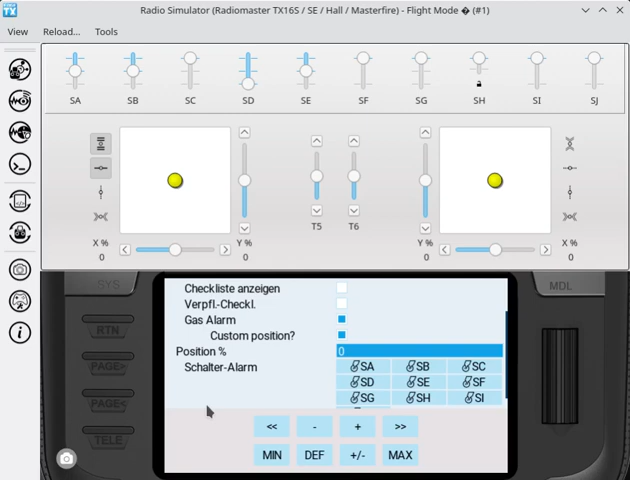 Radio Simulator (Radiomaster TX16S / SE / Hall / Masterfire) - Flight Mode � (#1)
View Reload... Tools
SA SB SC SD SE SF SG SH SI SJ
T5 T6
X % Y % Y % X %
0 0 0 0
SYS MDL
RTN
PAGE>
PAGE<
TELE
Checkliste anzeigen
Verpfl.-Checkl.
Gas Alarm
Custom position?
Position % 0
Schalter-Alarm SA SB SC
SD SE SF
SG SH SI
<< - + >>
MIN DEF +/- MAX